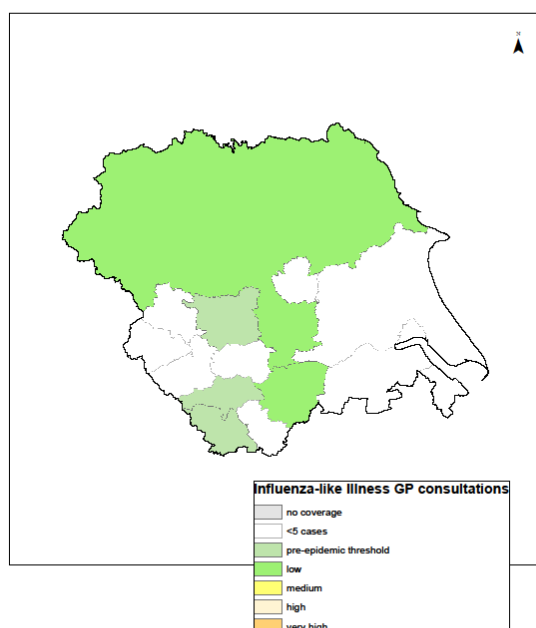 N
Influenza-like Illness GP consultations
no coverage
<5 cases
pre-epidemic threshold
low
medium
high
very high